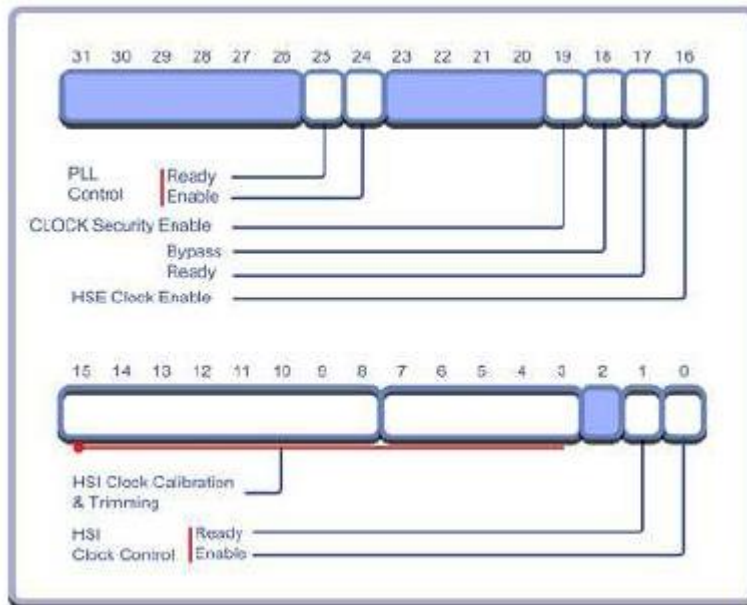 31 30 29 28 27 26 25 24 23 22 21 20 19 18 17 16
PLL
Control
Ready
Enable
CLOCK Security Enable
Bypass
Ready
HSE Clock Enable
15 14 13 12 11 10 9 8 7 6 5 4 3 2 1 0
HSI Clock Calibration
& Trimming
HSI
Clock Control
Ready
Enable